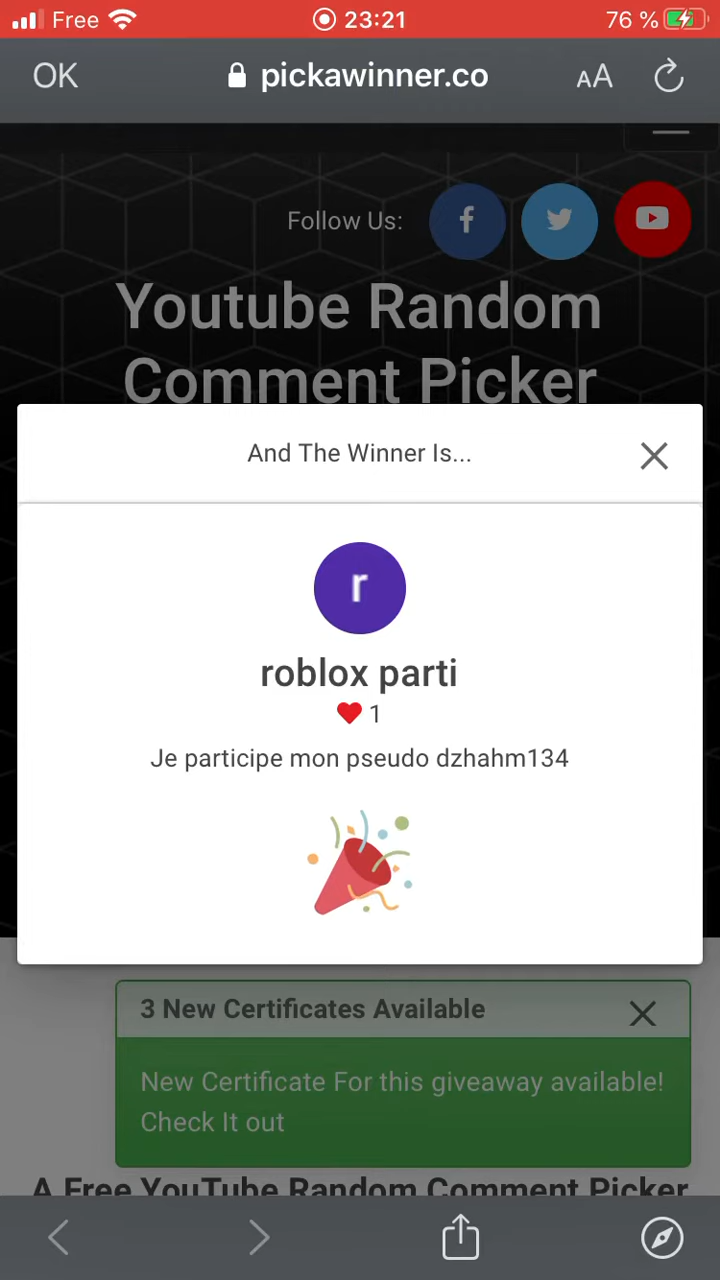 Free 23:21 76 %
OK pickawinner.co AA
Follow Us:
Youtube Random
Comment Picker
And The Winner Is...
r
roblox parti
1
Je participe mon pseudo dzhahm134
3 New Certificates Available
New Certificate For this giveaway available!
Check It out
A Free YouTube Random Comment Picker